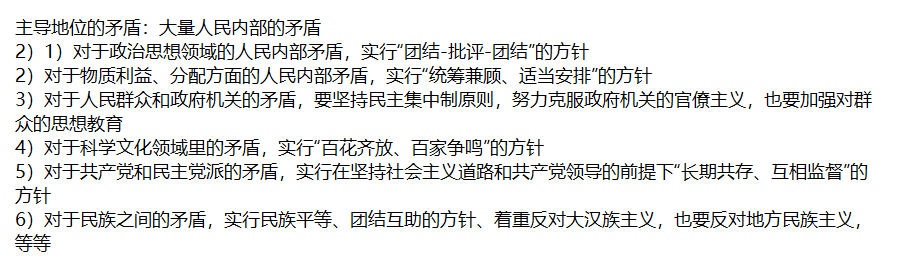 主导地位的矛盾：大量人民内部的矛盾
2）1）对于政治思想领域的人民内部矛盾，实行“团结-批评-团结”的方针
2）对于物质利益、分配方面的人民内部矛盾，实行“统筹兼顾、适当安排”的方针
3）对于人民群众和政府机关的矛盾，要坚持民主集中制原则，努力克服政府机关的官僚主义，也要加强对群
众的思想教育
4）对于科学文化领域里的矛盾，实行“百花齐放、百家争鸣”的方针
5）对于共产党和民主党派的矛盾，实行在坚持社会主义道路和共产党领导的前提下“长期共存、互相监督”的
方针
6）对于民族之间的矛盾，实行民族平等、团结互助的方针、着重反对大汉族主义，也要反对地方民族主义，
等等